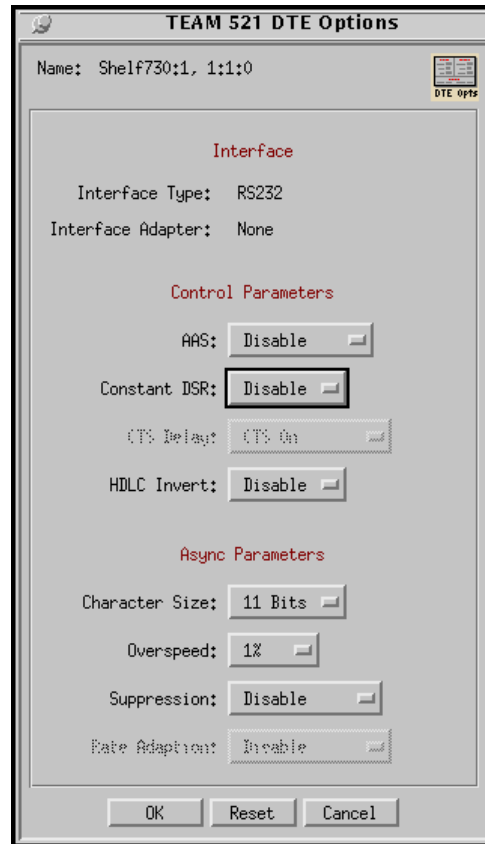 TEAM 521 DTE Options
Name: Shelf730:1, 1:1:0
DTE Opts
Interface
Interface Type: RS232
Interface Adapter: None
Control Parameters
AAS: Disable
Constant DSR: Disable
CTS Delay: CTS On
HDLC Invert: Disable
Async Parameters
Character Size: 11 Bits
Overspeed: 1%
Suppression: Disable
Rate Adaption: Disable
OK Reset Cancel